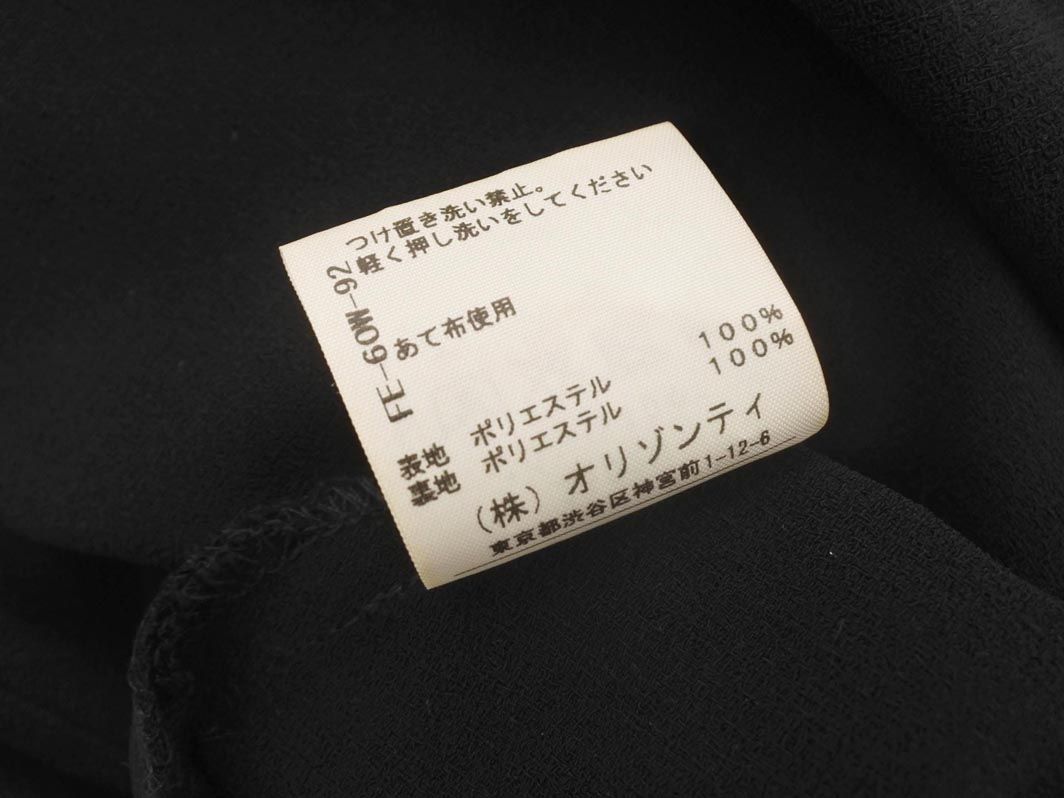 つけ置き洗い禁止。
軽く押し洗いをしてください
FE-60W-92
あて布使用
表地 ポリエステル 100%
裏地 ポリエステル 100%
(株) オリゾンティ
東京都渋谷区神宮前1-12-6